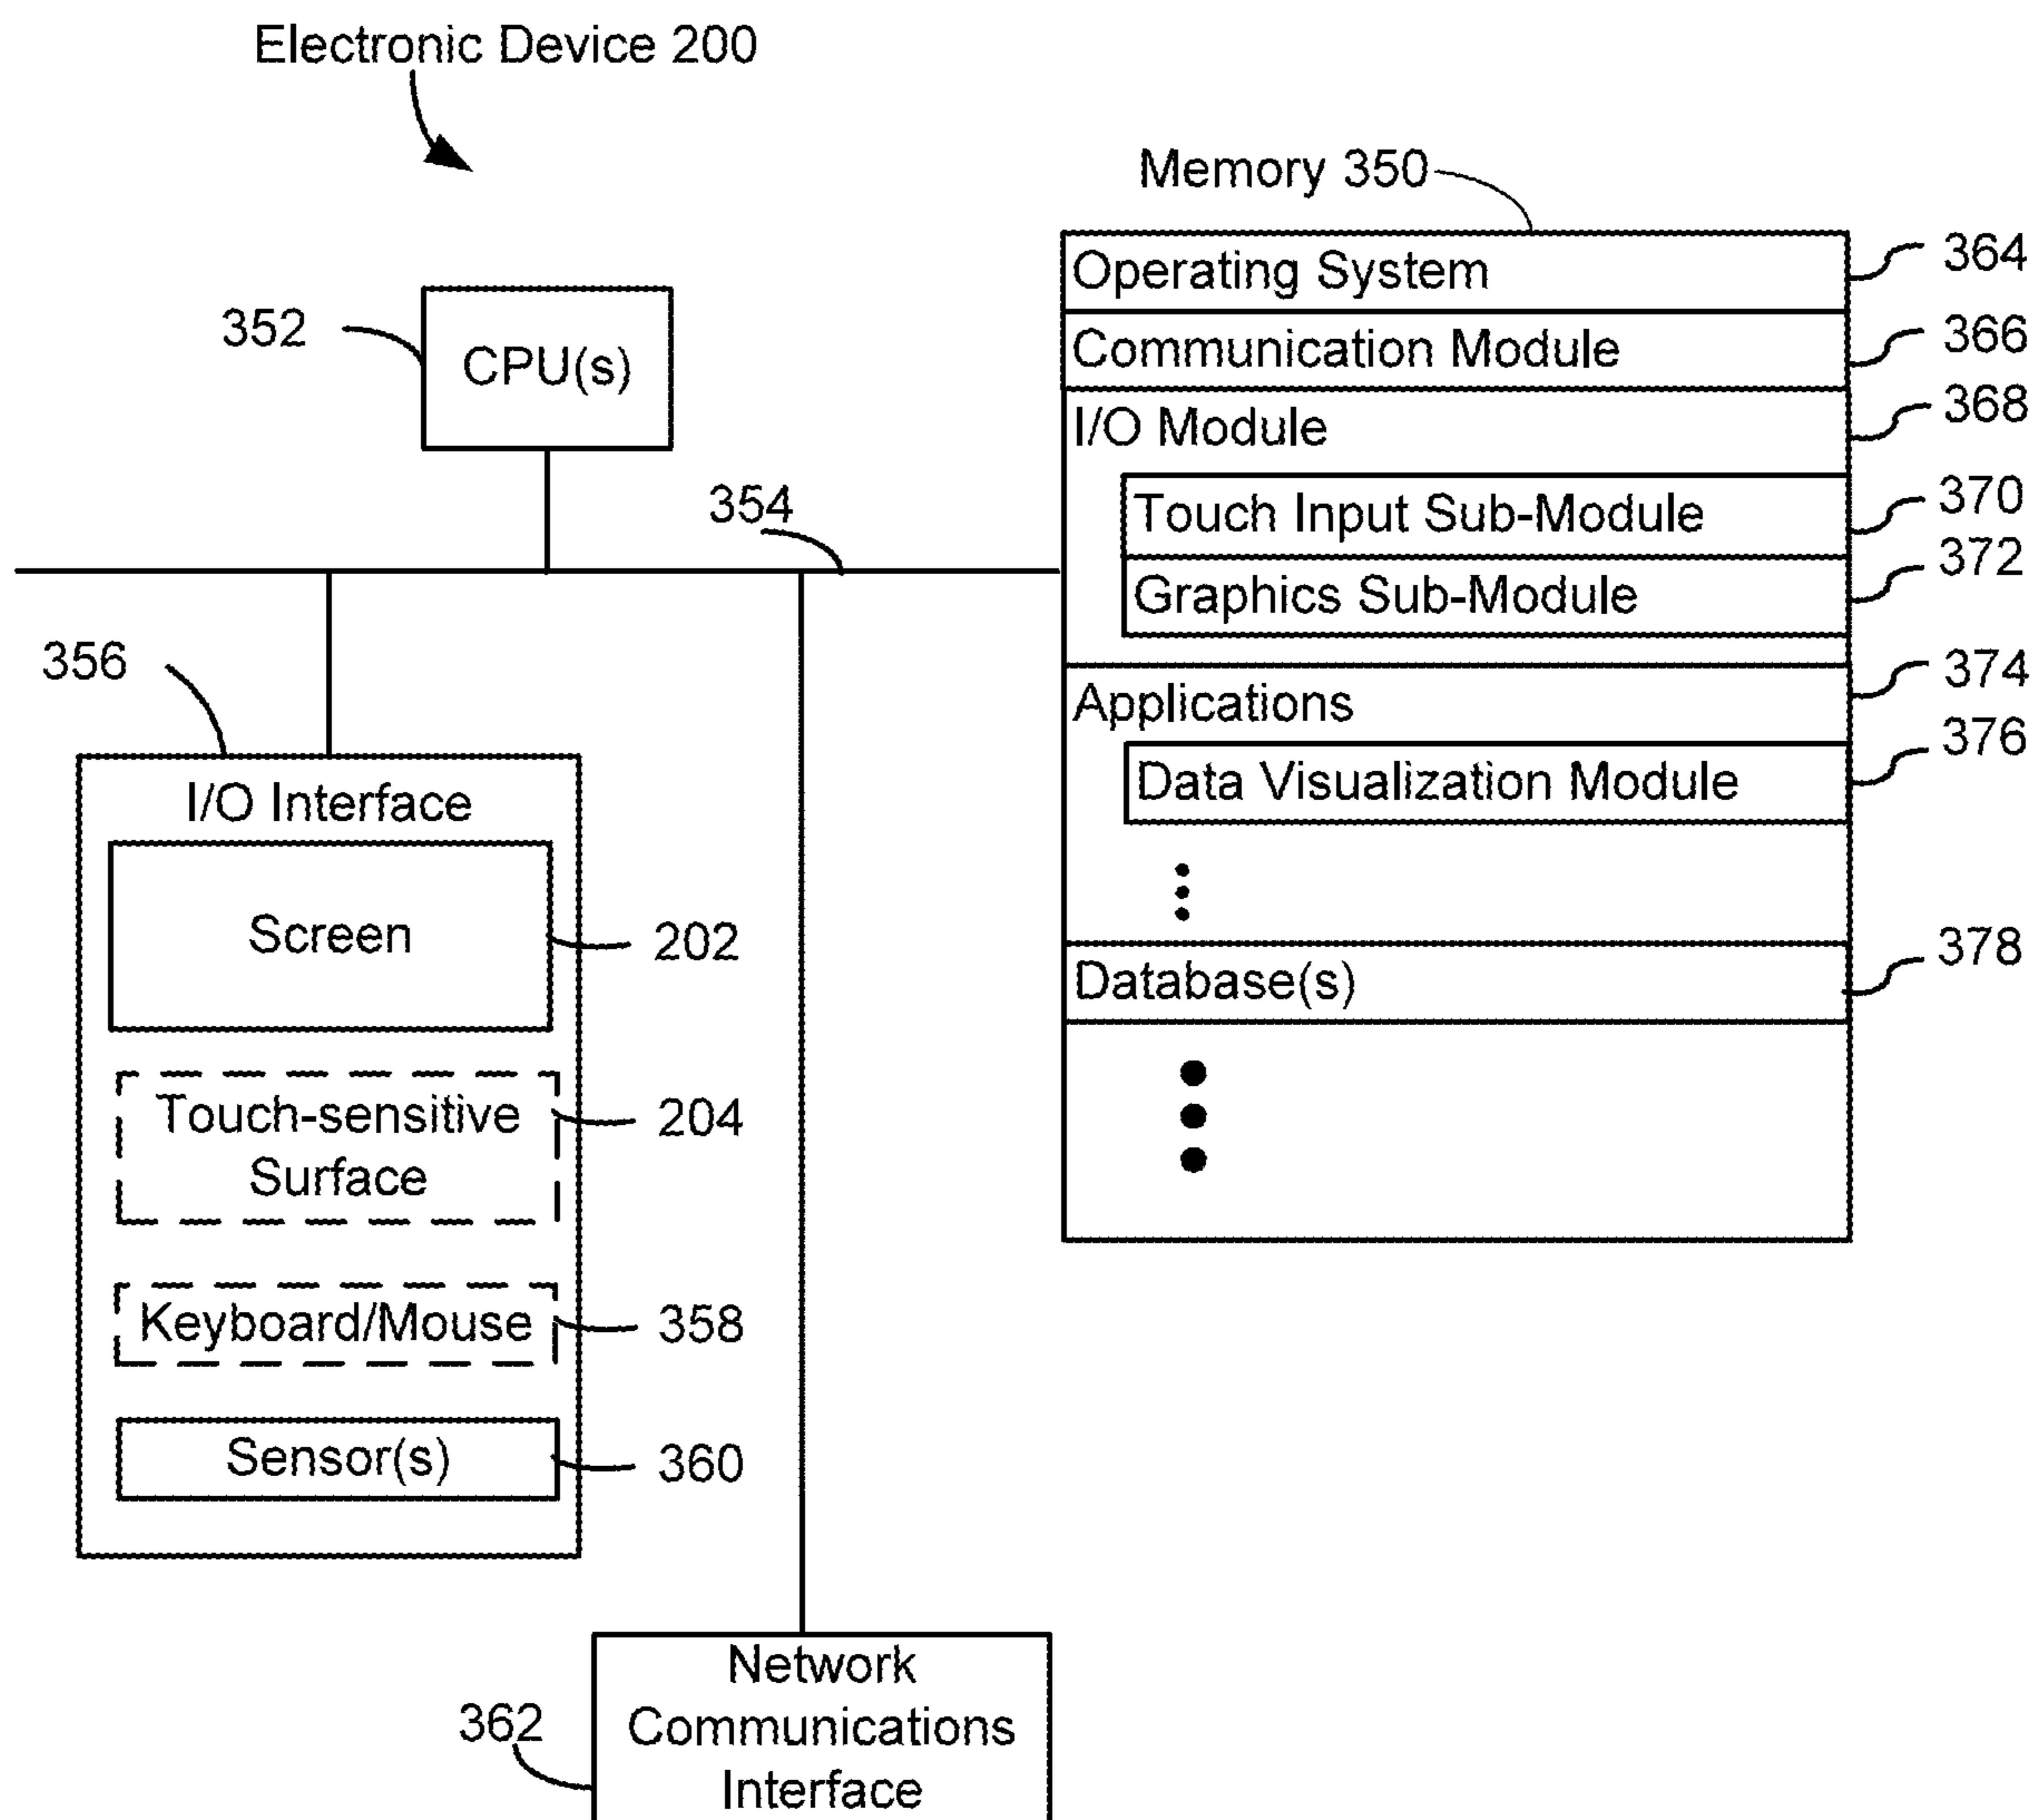 Electronic Device 200
Memory 350
Operating System
364
352
CPU(s)
Communication Module
366
I/O Module
368
354
Touch Input Sub-Module
370
Graphics Sub-Module
372
356
Applications
374
Data Visualization Module
376
I/O Interface
Screen
202
Database(s)
378
Touch-sensitive
Surface
204
Keyboard/Mouse
358
Sensor(s)
360
362
Network
Communications
Interface